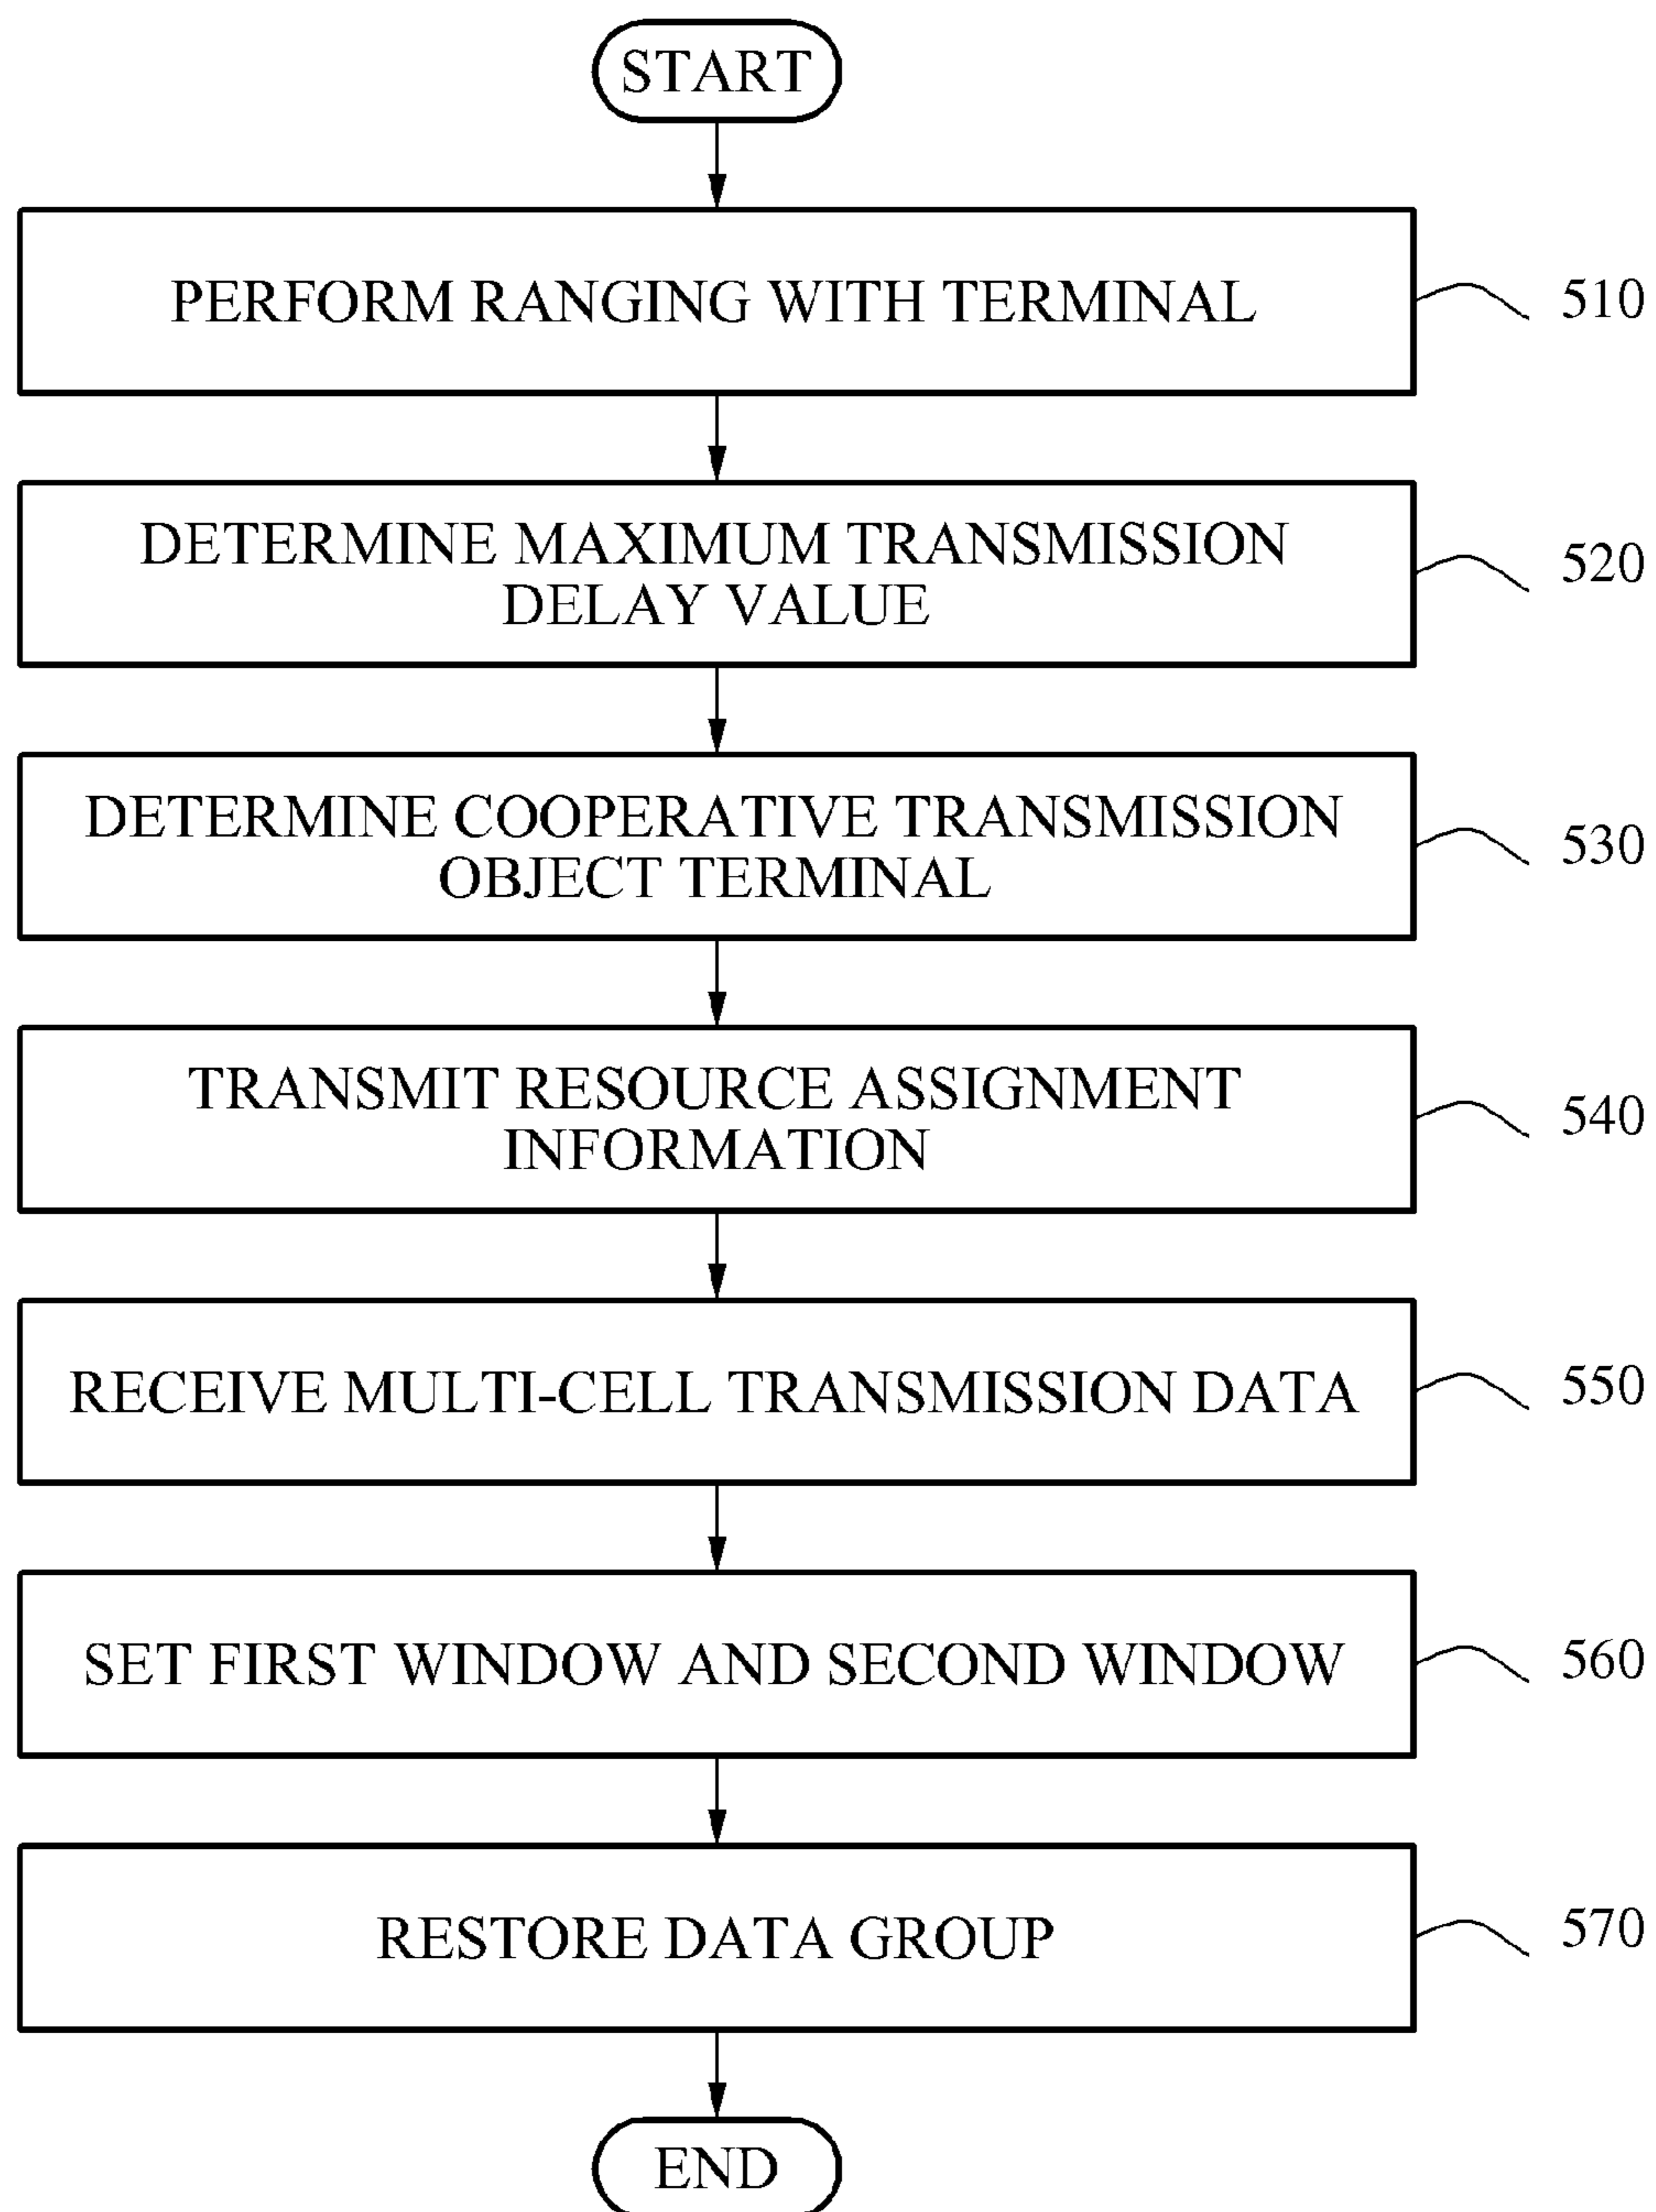 START
PERFORM RANGING WITH TERMINAL
510
DETERMINE MAXIMUM TRANSMISSION
DELAY VALUE
520
DETERMINE COOPERATIVE TRANSMISSION
OBJECT TERMINAL
530
TRANSMIT RESOURCE ASSIGNMENT
INFORMATION
540
RECEIVE MULTI-CELL TRANSMISSION DATA
550
SET FIRST WINDOW AND SECOND WINDOW
560
RESTORE DATA GROUP
570
END